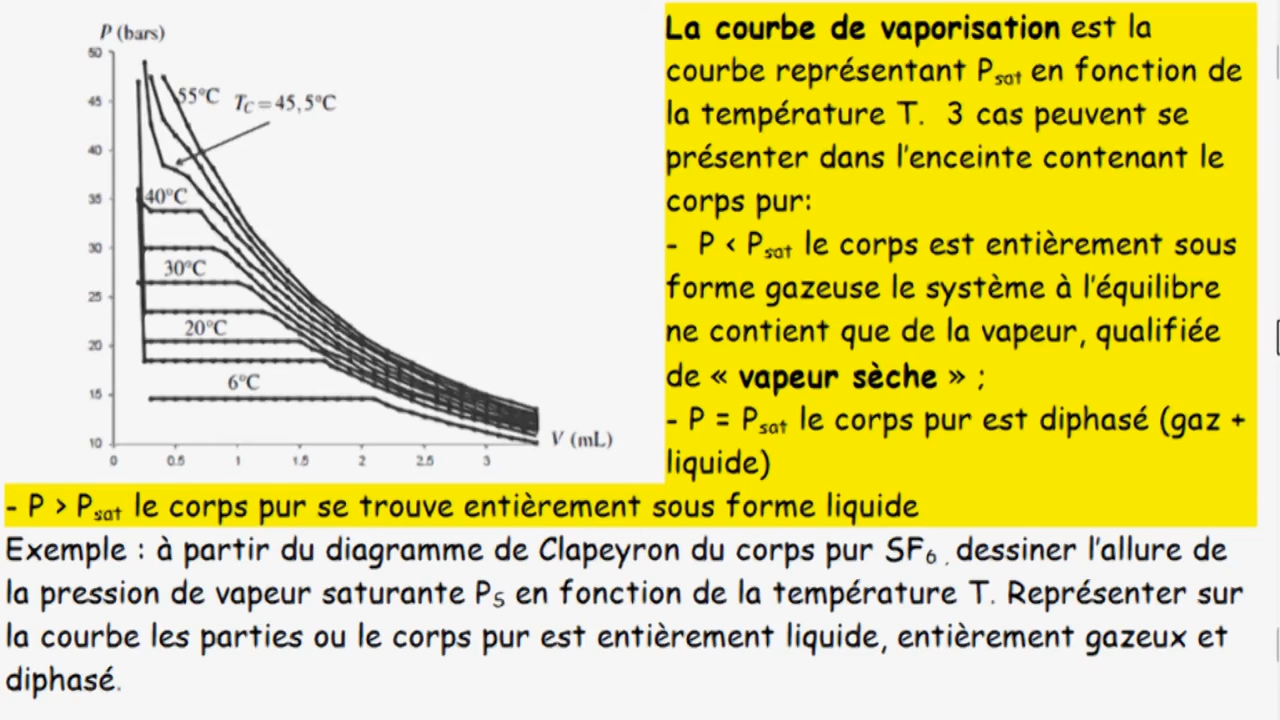 P (bars)
50
45
40
35
30
25
20
15
10
55°C
T_C = 45,5°C
40°C
30°C
20°C
6°C
0
0.5
1
1.5
2
2.5
3
V (mL)
La courbe de vaporisation est la
courbe représentant Psat en fonction de
la température T. 3 cas peuvent se
présenter dans l'enceinte contenant le
corps pur:
- P < Psat le corps est entièrement sous
forme gazeuse le système à l'équilibre
ne contient que de la vapeur, qualifiée
de « vapeur sèche » ;
- P = Psat le corps pur est diphasé (gaz +
liquide)
- P > Psat le corps pur se trouve entièrement sous forme liquide
Exemple : à partir du diagramme de Clapeyron du corps pur SF6 , dessiner l'allure de
la pression de vapeur saturante PS en fonction de la température T. Représenter sur
la courbe les parties ou le corps pur est entièrement liquide, entièrement gazeux et
diphasé.